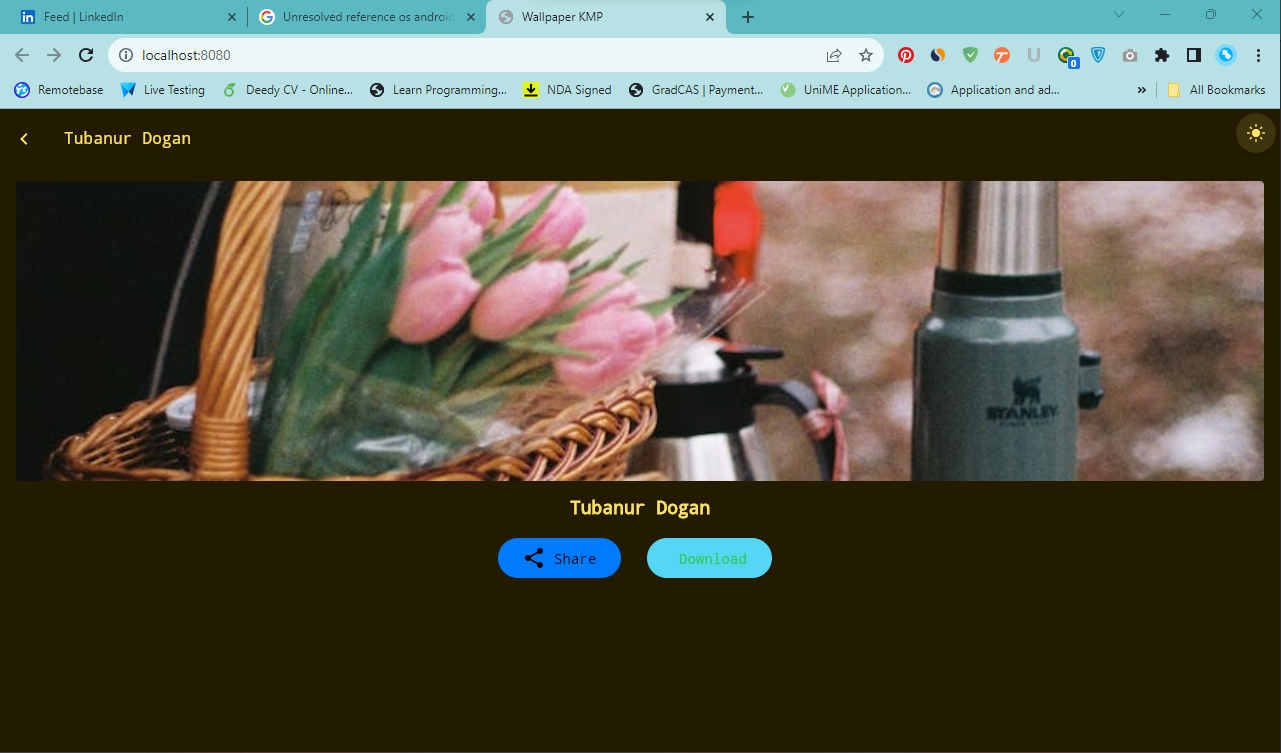 Feed | LinkedIn
Unresolved reference os android
Wallpaper KMP
localhost:8080
0
Remotebase
Live Testing
Deedy CV - Online...
Learn Programming...
NDA Signed
GradCAS | Payment...
UniME Application...
Application and ad...
»
All Bookmarks
Tubanur Dogan
STANLEY
Tubanur Dogan
Share
Download